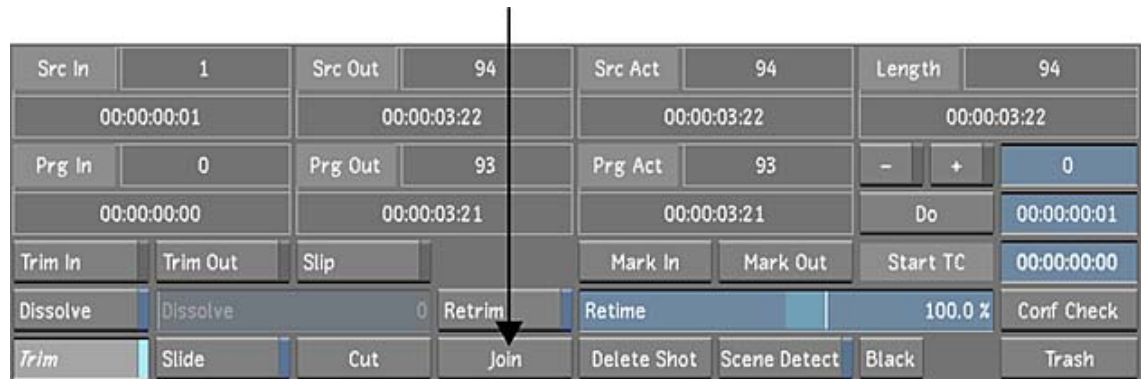 Src In 1 Src Out 94 Src Act 94 Length 94
00:00:00:01 00:00:03:22 00:00:03:22 00:00:03:22
Prg In 0 Prg Out 93 Prg Act 93 - + 0
00:00:00:00 00:00:03:21 00:00:03:21 Do 00:00:00:01
Trim In Trim Out Slip Mark In Mark Out Start TC 00:00:00:00
Dissolve Dissolve 0 Retrim Retime 100.0 % Conf Check
Trim Slide Cut Join Delete Shot Scene Detect Black Trash